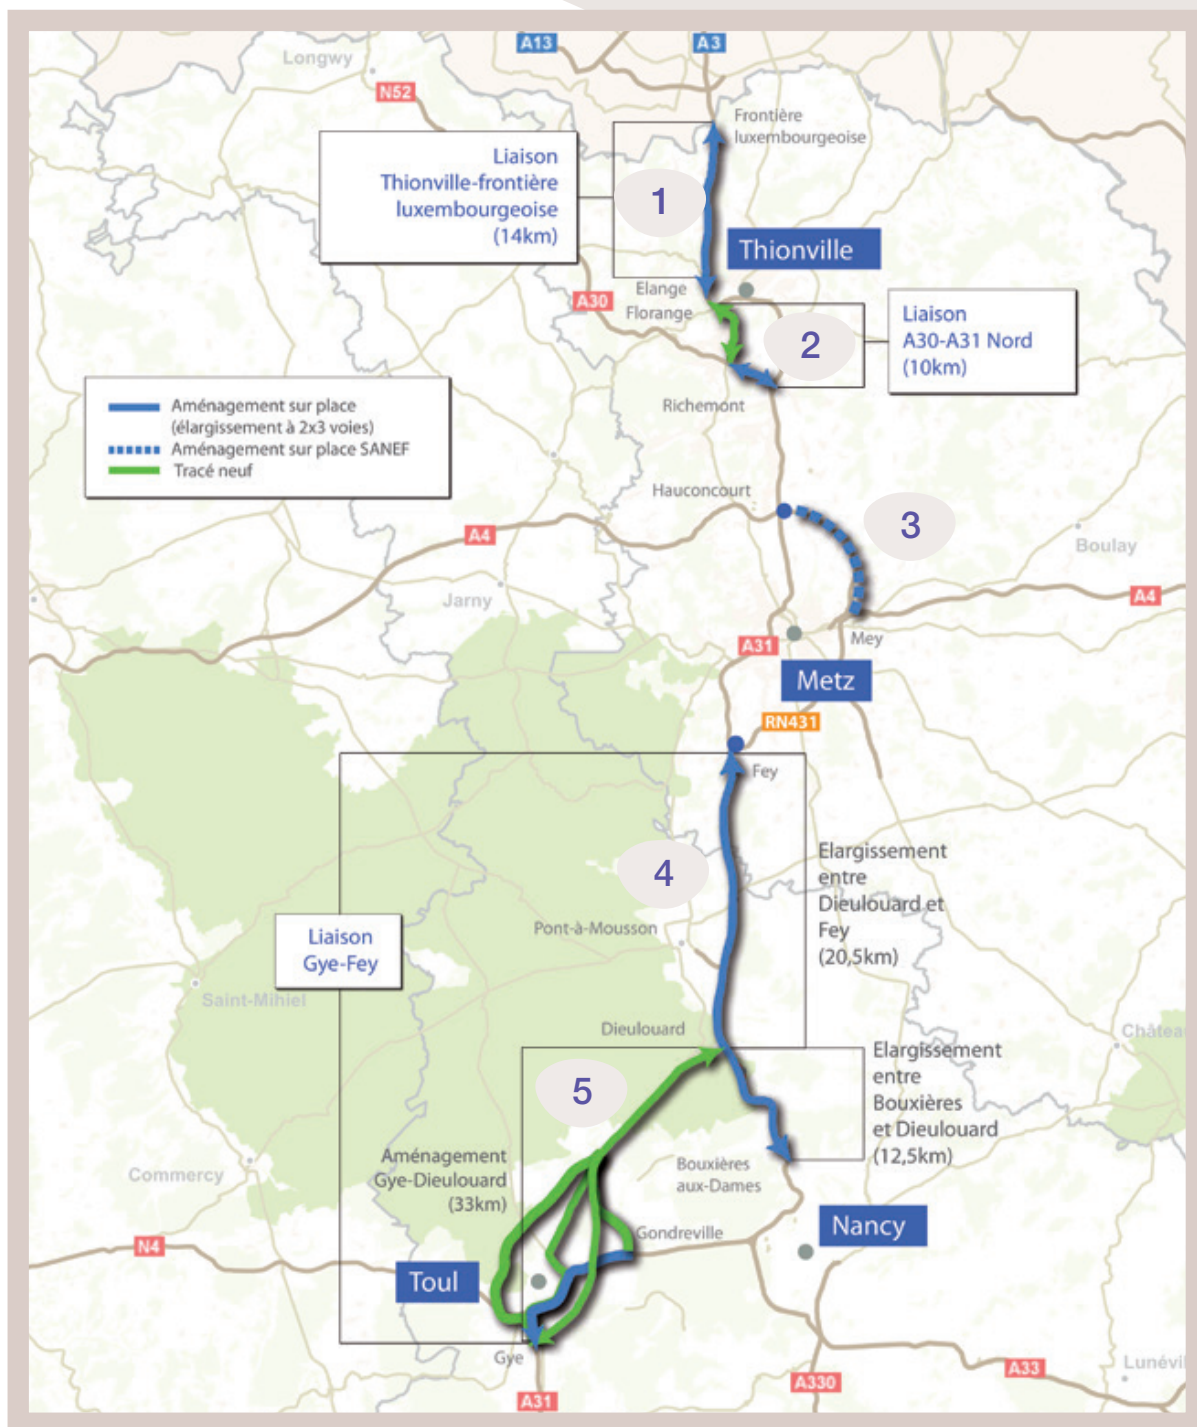 A13
A3
Longwy
N52
Frontière
luxembourgeoise
Liaison
Thionville-frontière
luxembourgeoise
(14km)
1
Thionville
Elange
Florange
A30
2
Liaison
A30-A31 Nord
(10km)
Aménagement sur place
(élargissement à 2x3 voies)
Aménagement sur place SANEF
Tracé neuf
Richemont
Hauconcourt
3
A4
Boulay
Jarny
A4
Mey
A31
Metz
RN431
Fey
4
Elargissement
entre
Dieulouard et
Fey
(20,5km)
Pont-à-Mousson
Liaison
Gye-Fey
Saint-Mihiel
Dieulouard
Châtea
5
Elargissement
entre
Bouxières
et Dieulouard
(12,5km)
Aménagement
Gye-Dieulouard
(33km)
Commercy
Bouxières
aux-Dames
Gondreville
Nancy
N4
Toul
Gye
A31
A330
A33
Lunévil